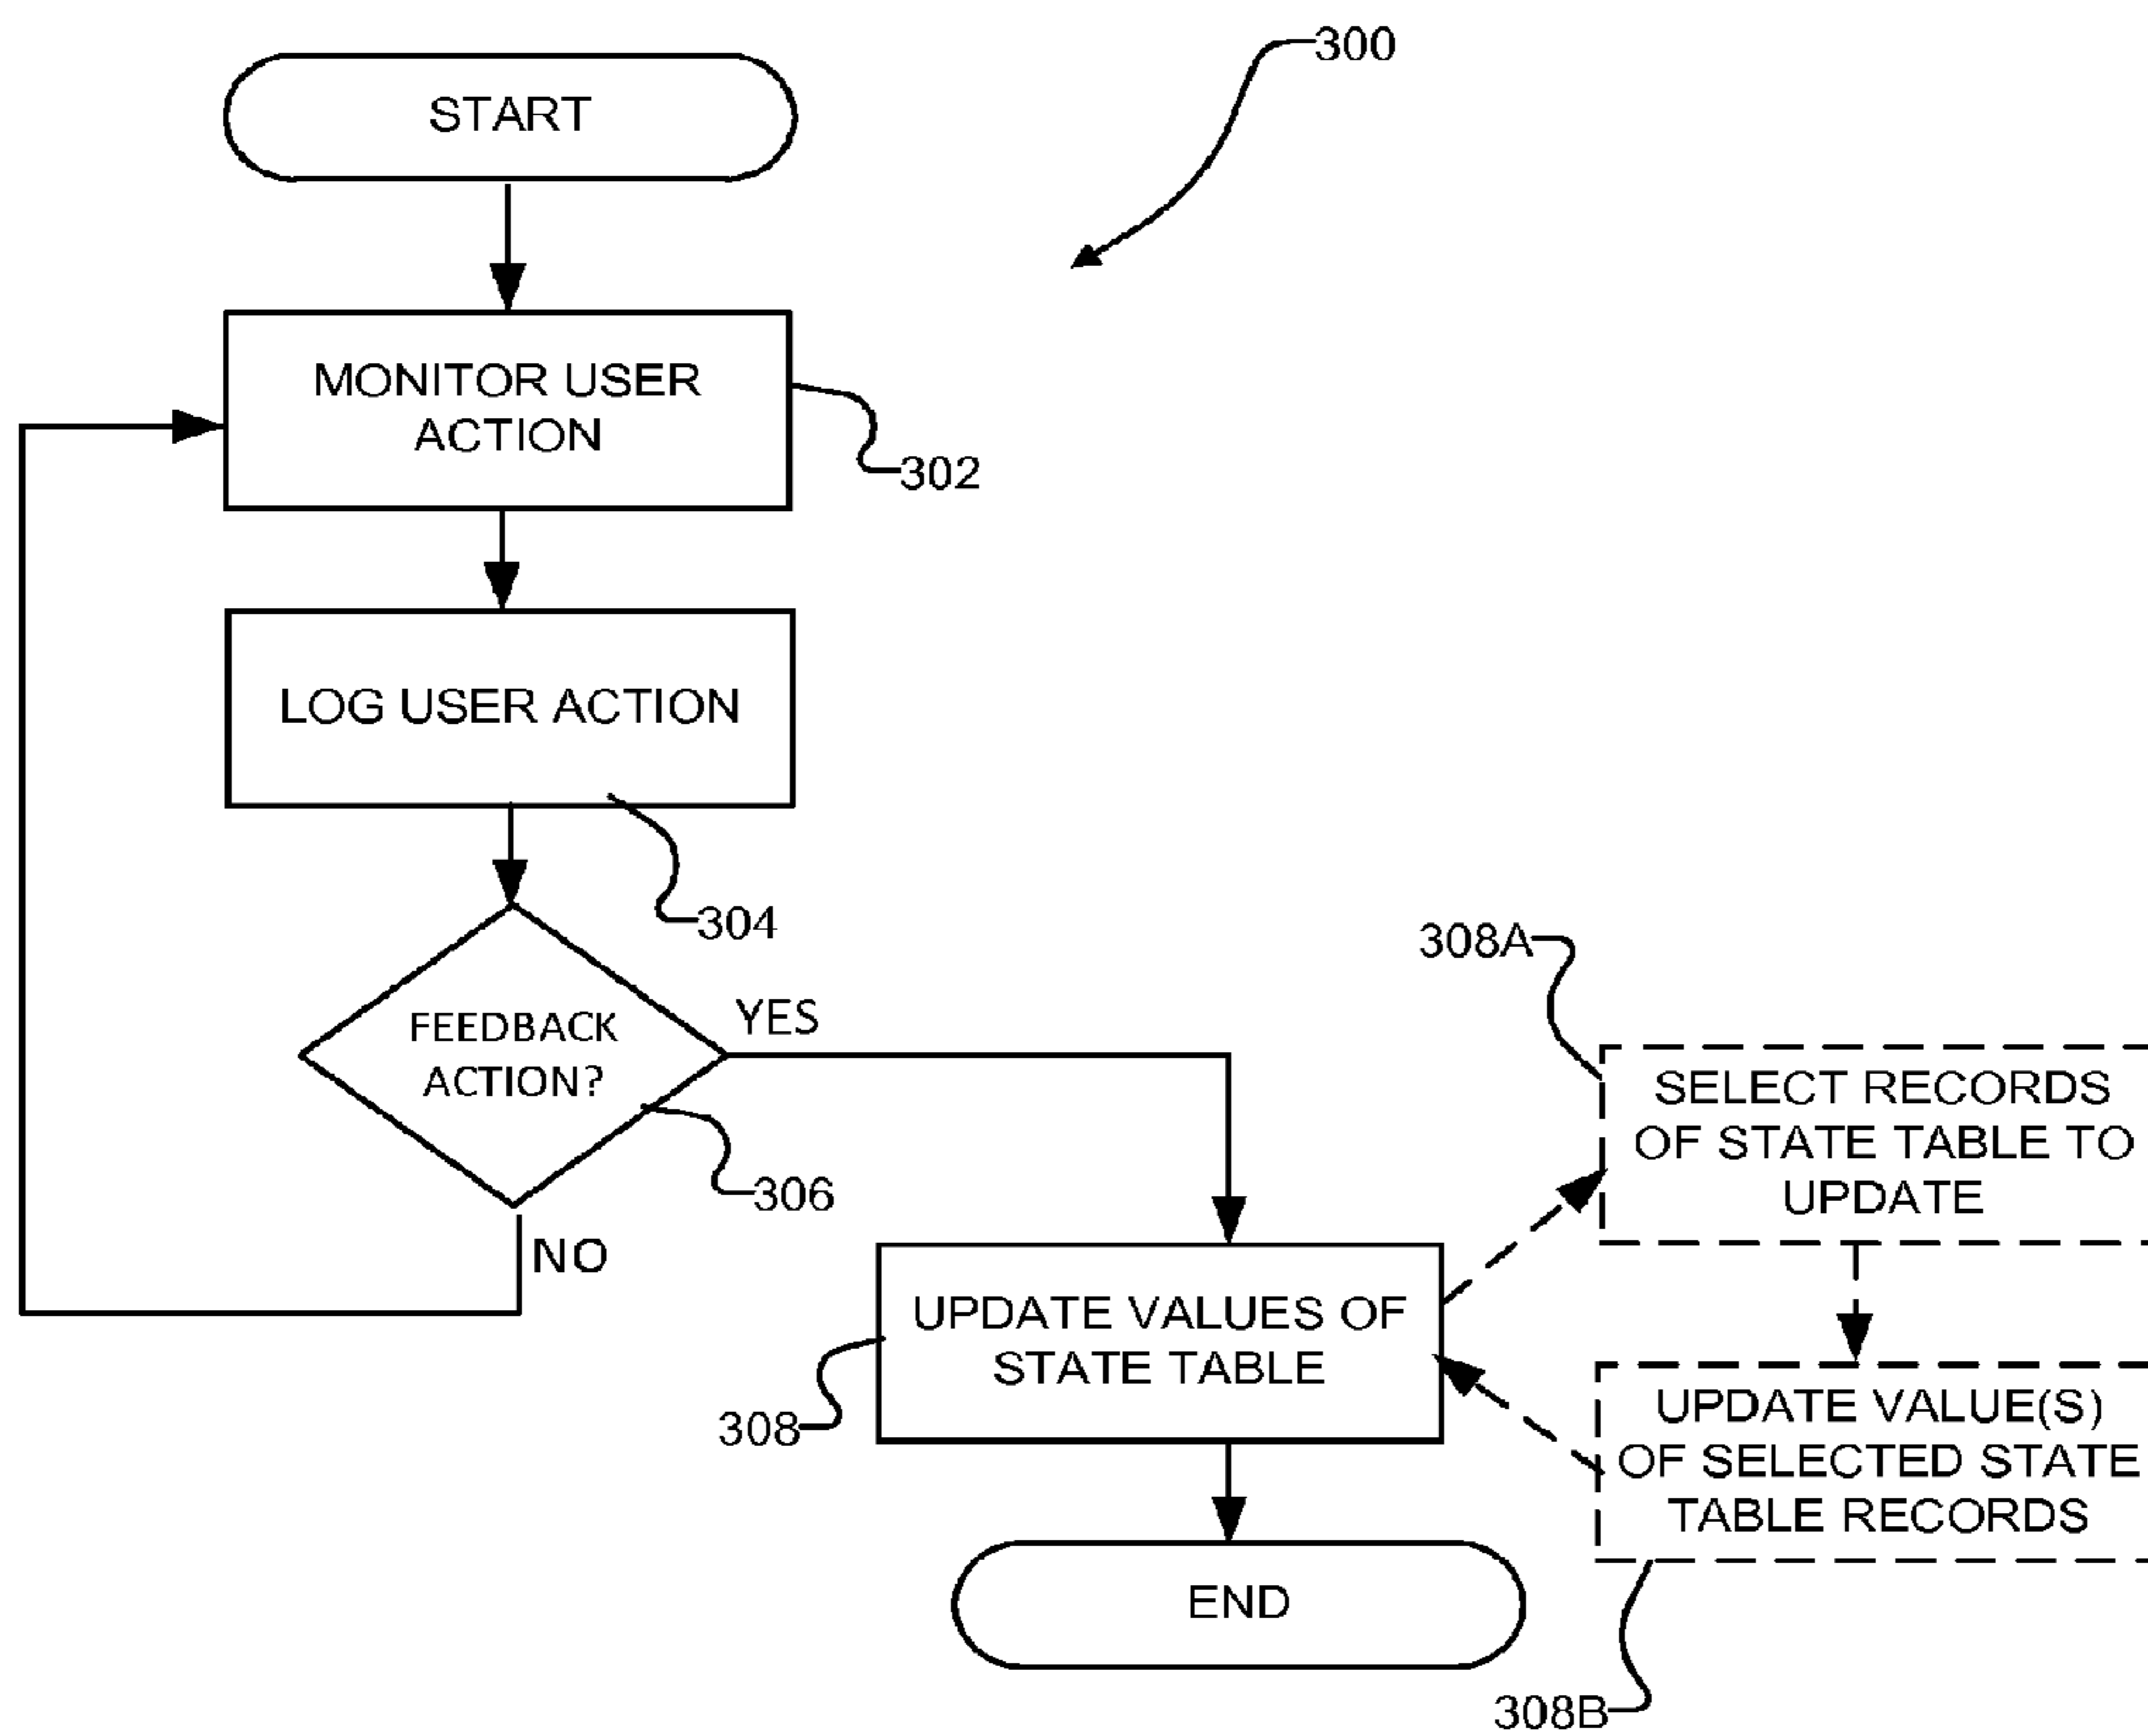 300
START
MONITOR USER
ACTION
302
LOG USER ACTION
304
FEEDBACK
ACTION?
YES
306
NO
308A
SELECT RECORDS
OF STATE TABLE TO
UPDATE
UPDATE VALUES OF
STATE TABLE
308
UPDATE VALUE(S)
OF SELECTED STATE
TABLE RECORDS
308B
END